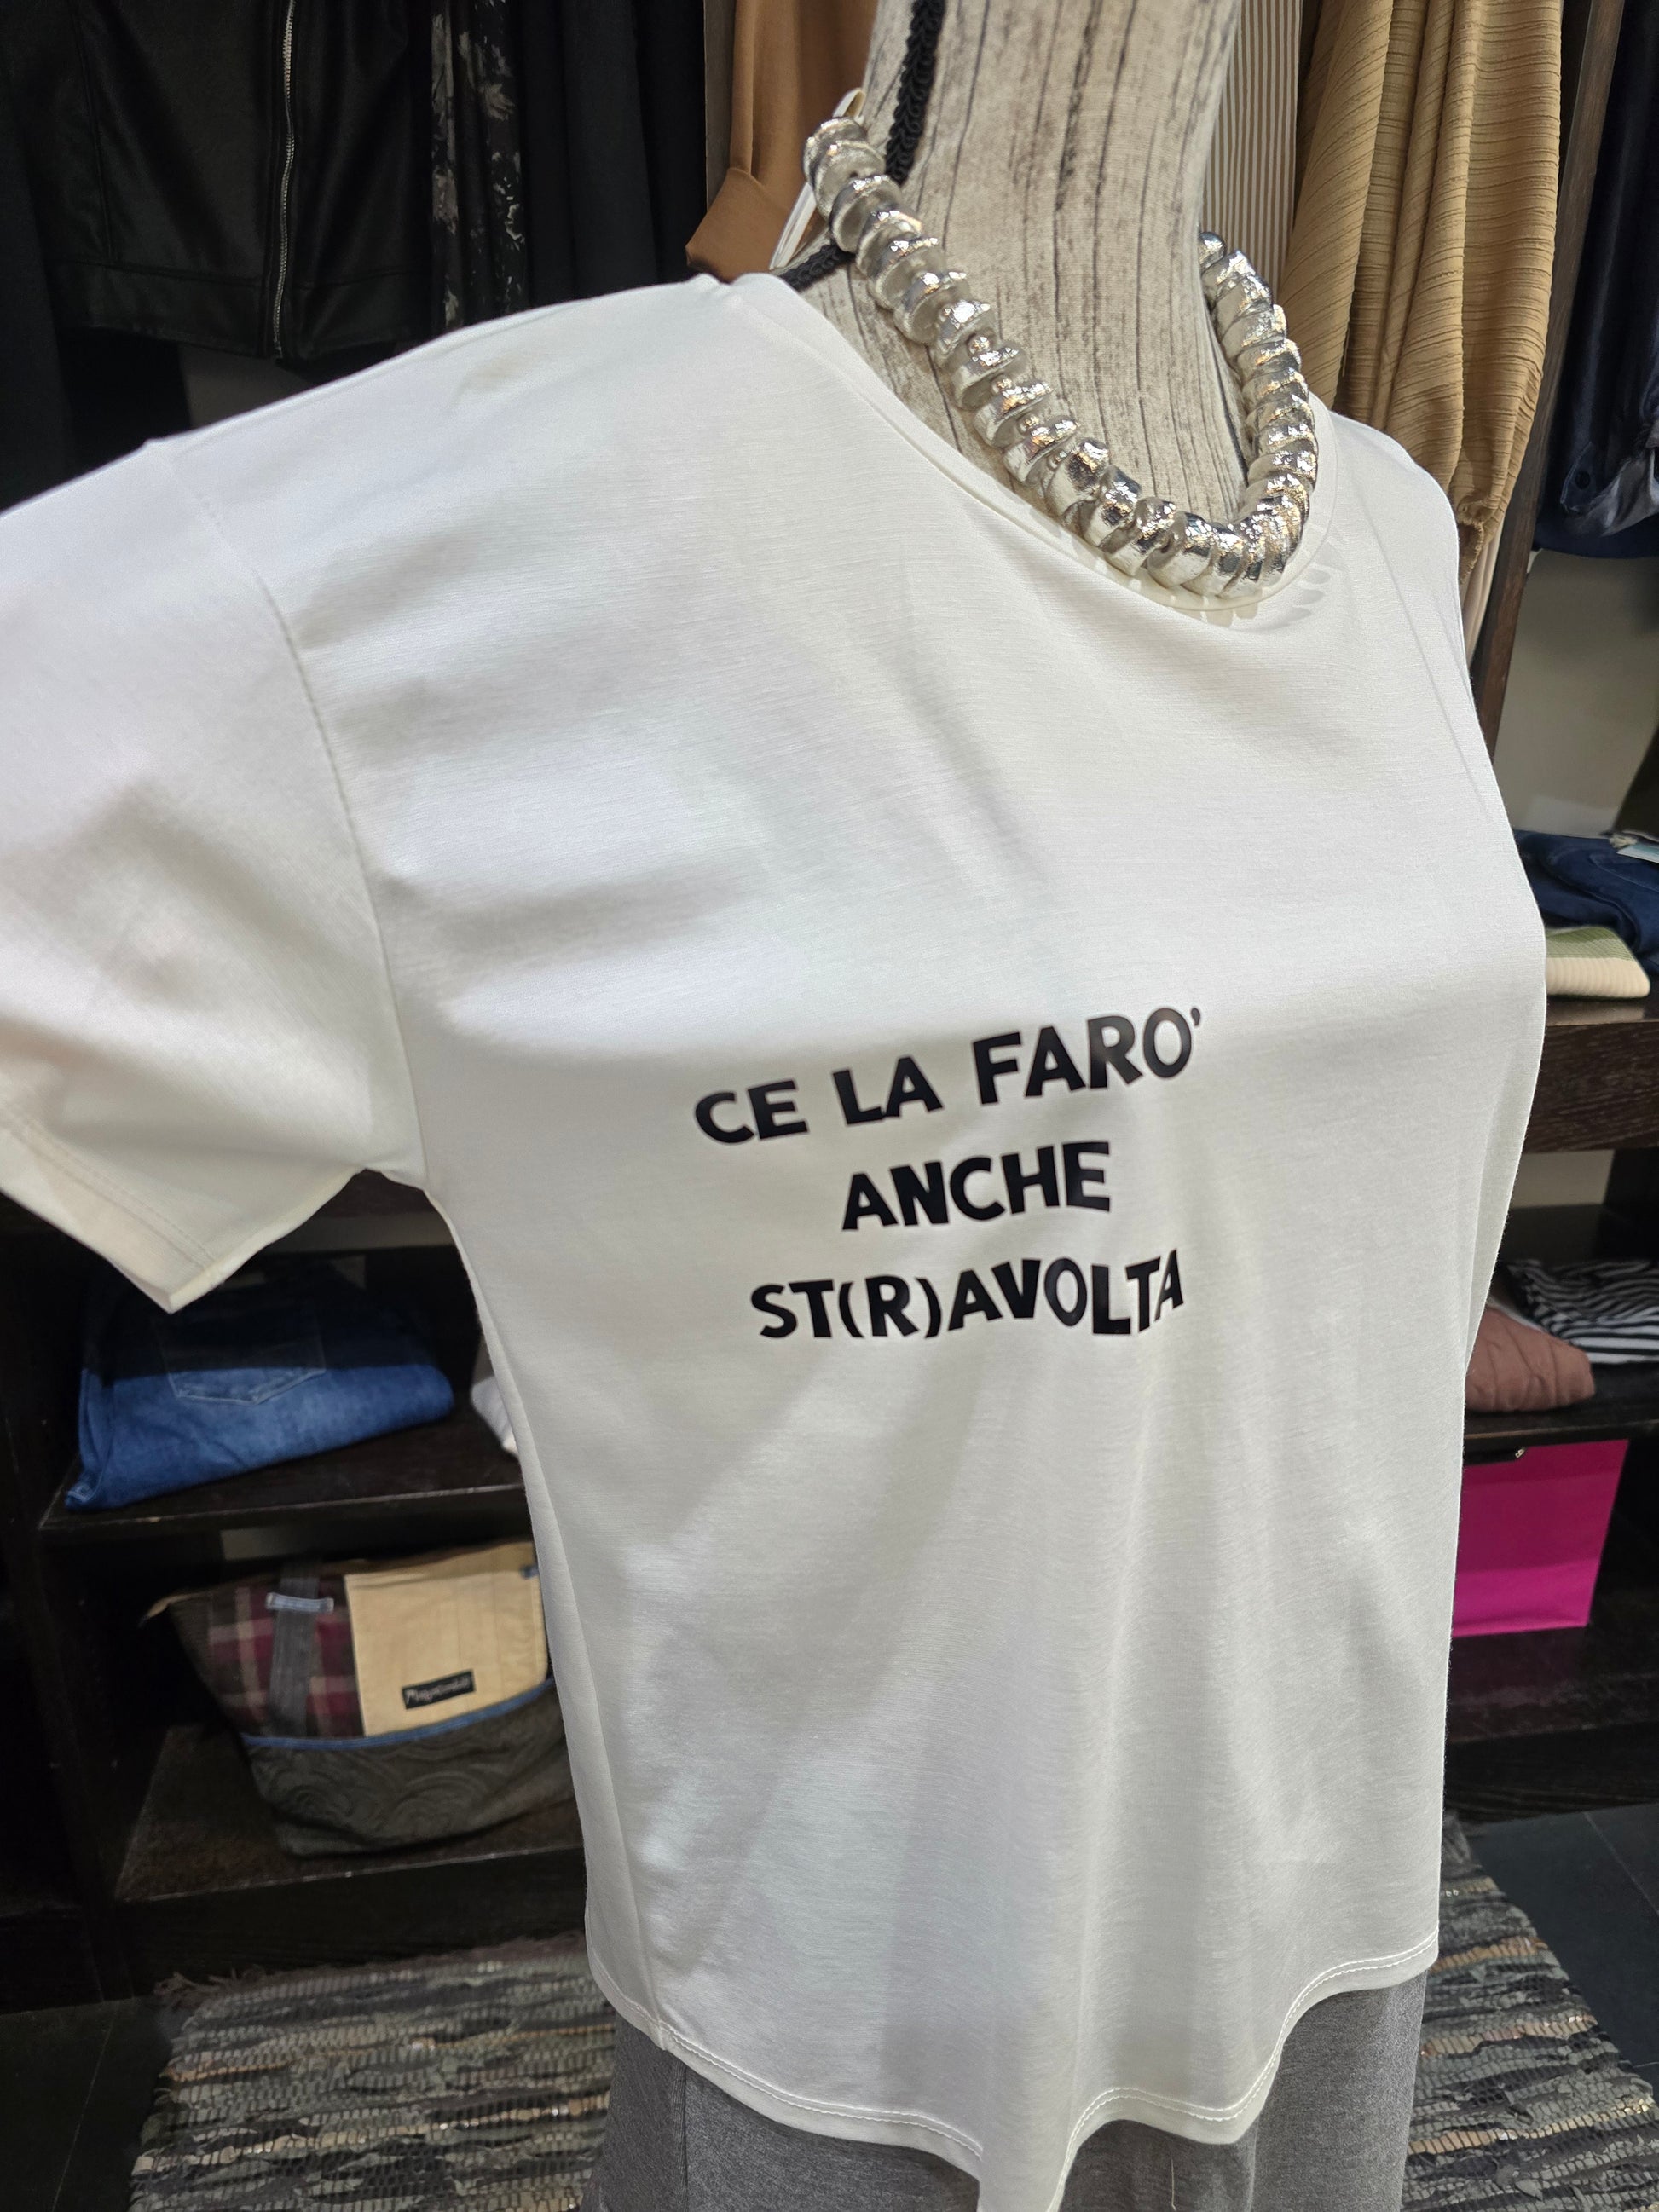 CE LA FARO'
ANCHE
ST(R)AVOLTA